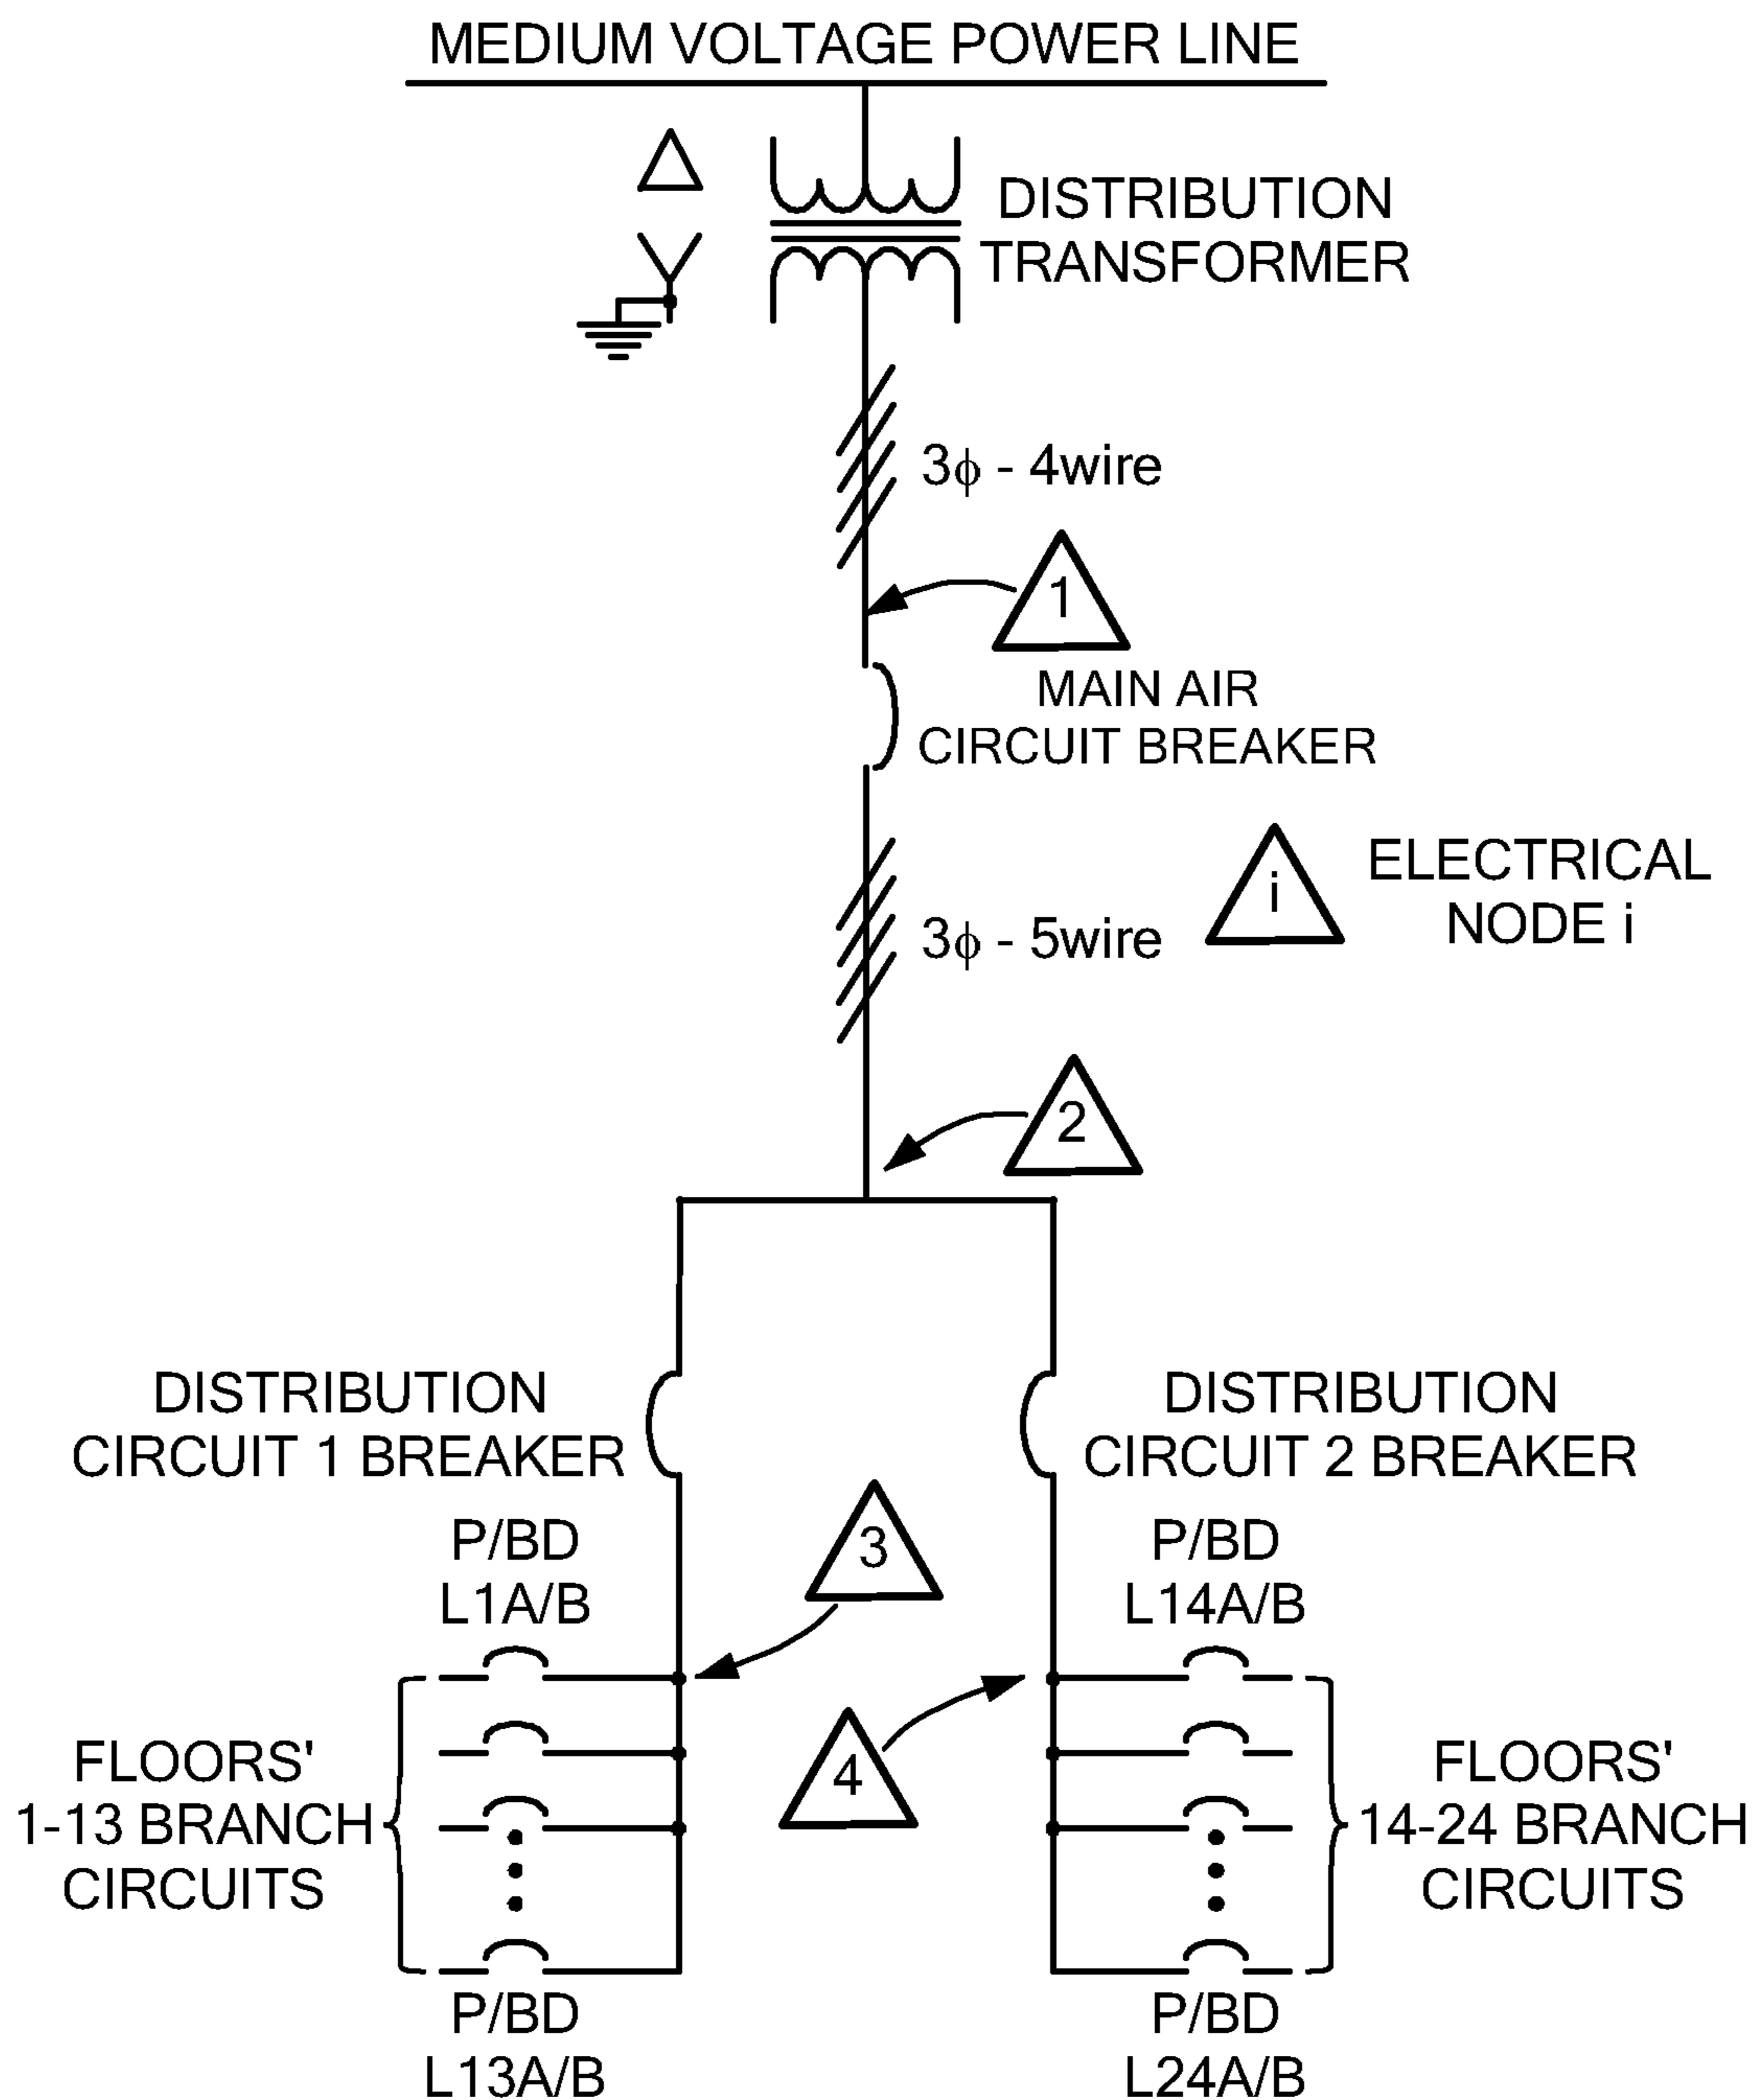 MEDIUM VOLTAGE POWER LINE
DISTRIBUTION
TRANSFORMER
3ϕ - 4wire
1
MAIN AIR
CIRCUIT BREAKER
3ϕ - 5wire
i
ELECTRICAL
NODE i
2
DISTRIBUTION
CIRCUIT 1 BREAKER
DISTRIBUTION
CIRCUIT 2 BREAKER
P/BD
L1A/B
3
P/BD
L14A/B
FLOORS'
1-13 BRANCH
CIRCUITS
4
FLOORS'
14-24 BRANCH
CIRCUITS
P/BD
L13A/B
P/BD
L24A/B